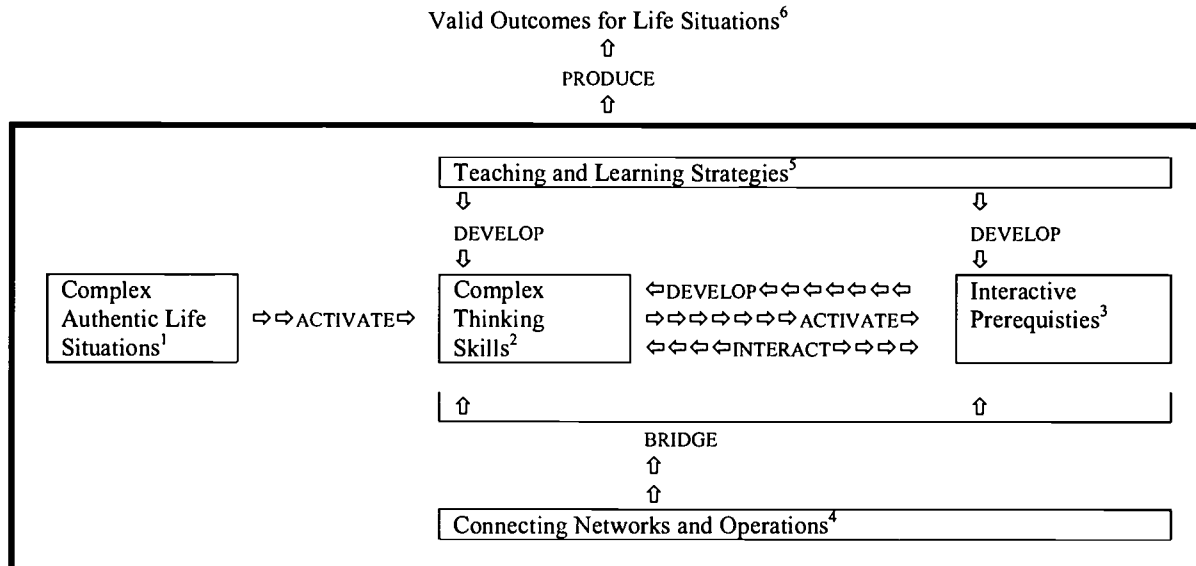 Valid Outcomes for Life Situations⁶
⇧
PRODUCE
⇧
Teaching and Learning Strategies⁵
⇩ ⇩
DEVELOP DEVELOP
⇩ ⇩
Complex
Authentic Life
Situations¹
⇨⇨ACTIVATE⇨
Complex
Thinking
Skills²
⇦DEVELOP⇦⇦⇦⇦⇦⇦⇦
⇨⇨⇨⇨⇨⇨⇨ACTIVATE⇨
⇦⇦⇦⇦INTERACT⇨⇨⇨⇨
Interactive
Prerequisties³
⇧ ⇧
BRIDGE
⇧
⇧
Connecting Networks and Operations⁴